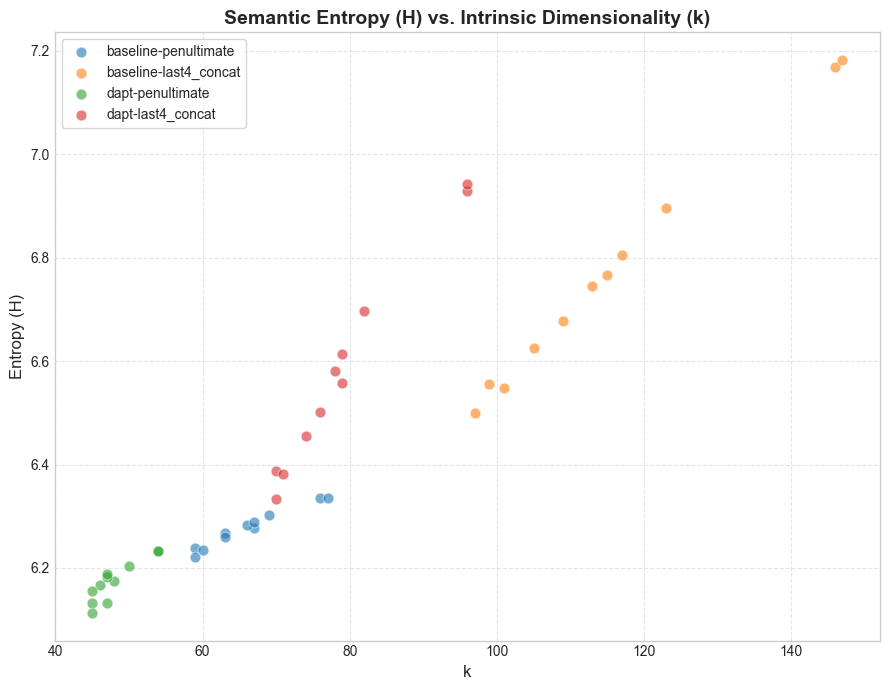 Semantic Entropy (H) vs. Intrinsic Dimensionality (k)
baseline-penultimate
baseline-last4_concat
dapt-penultimate
dapt-last4_concat
Entropy (H)
7.2
7.0
6.8
6.6
6.4
6.2
40 60 80 100 120 140
k